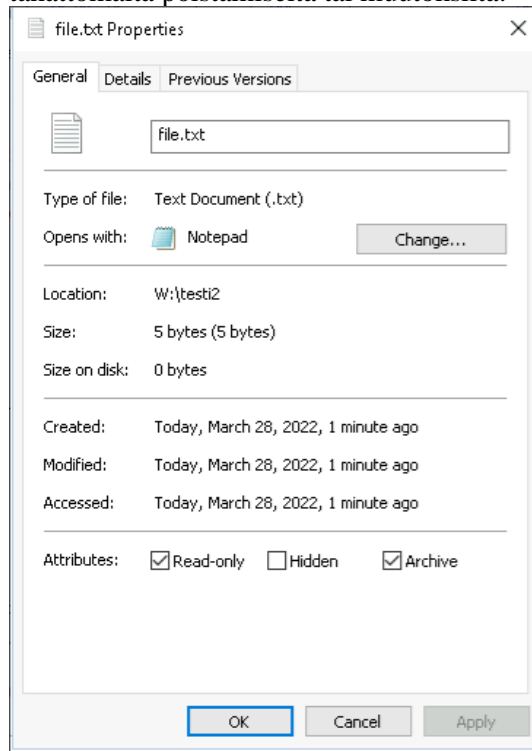 file.txt Properties
General Details Previous Versions
file.txt
Type of file: Text Document (.txt)
Opens with: Notepad Change...
Location: W:\testi2
Size: 5 bytes (5 bytes)
Size on disk: 0 bytes
Created: Today, March 28, 2022, 1 minute ago
Modified: Today, March 28, 2022, 1 minute ago
Accessed: Today, March 28, 2022, 1 minute ago
Attributes: Read-only Hidden Archive
OK Cancel Apply